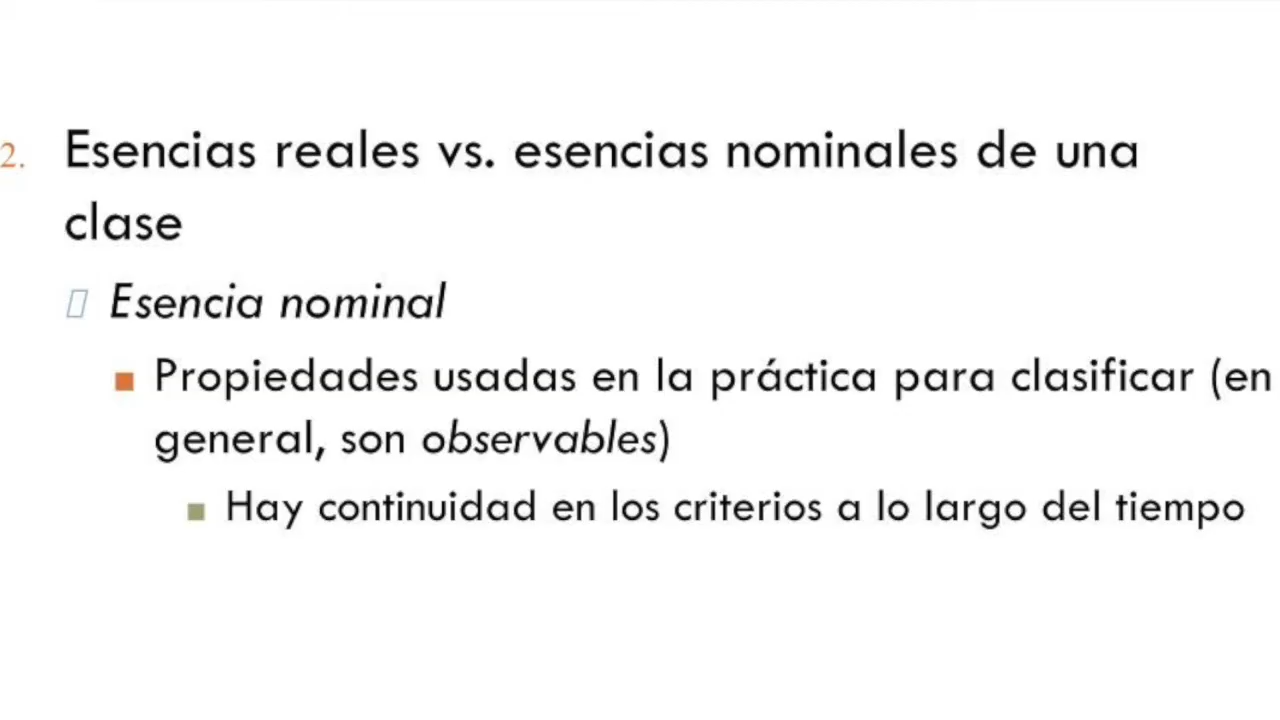 2. Esencias reales vs. esencias nominales de una
clase
Esencia nominal
Propiedades usadas en la práctica para clasificar (en
general, son observables)
Hay continuidad en los criterios a lo largo del tiempo